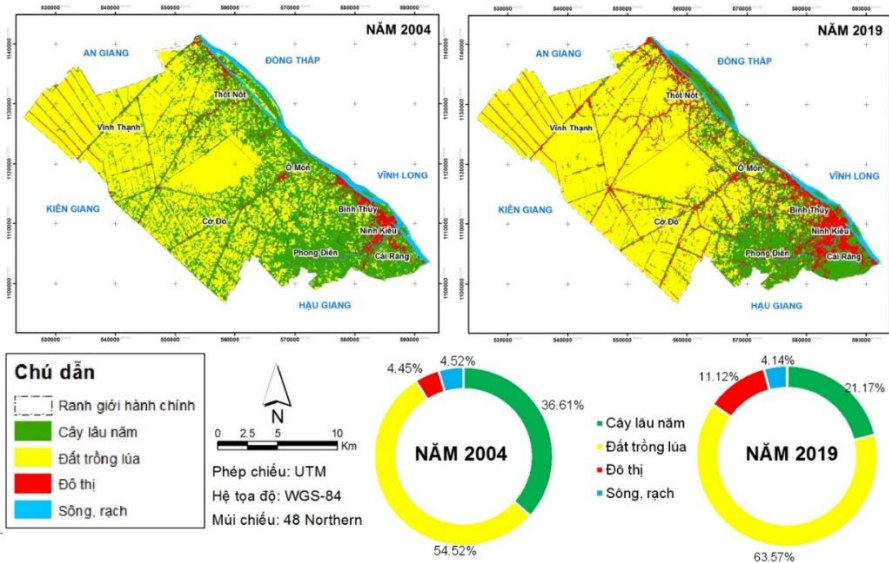 NĂM 2004
AN GIANG
ĐỒNG THÁP
Thốt Nốt
Vĩnh Thạnh
Ô Môn
VĨNH LONG
KIÊN GIANG
Cờ Đỏ
Bình Thủy
Ninh Kiều
Phong Điền
Cái Răng
HẬU GIANG
NĂM 2019
AN GIANG
ĐỒNG THÁP
Thốt Nốt
Vĩnh Thạnh
Ô Môn
VĨNH LONG
KIÊN GIANG
Cờ Đỏ
Bình Thủy
Ninh Kiều
Phong Điền
Cái Răng
HẬU GIANG
Chú dẫn
Ranh giới hành chính
Cây lâu năm
Đất trồng lúa
Đô thị
Sông, rạch
N
0 2.5 5 10
Km
Phép chiếu: UTM
Hệ tọa độ: WGS-84
Múi chiếu: 48 Northern
4.45%
4.52%
36.61%
NĂM 2004
54.52%
Cây lâu năm
Đất trồng lúa
Đô thị
Sông, rạch
11.12%
4.14%
21.17%
NĂM 2019
63.57%